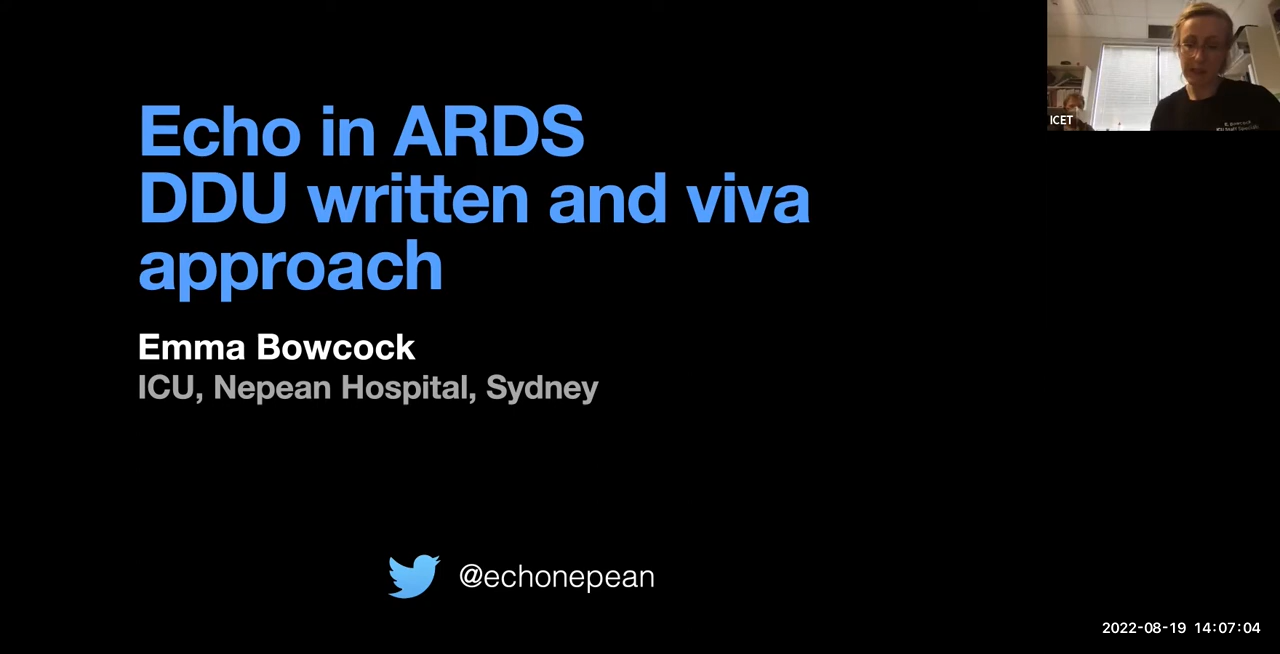 Echo in ARDS
DDU written and viva
approach
Emma Bowcock
ICU, Nepean Hospital, Sydney
@echonepean
ICET
2022-08-19 14:07:04